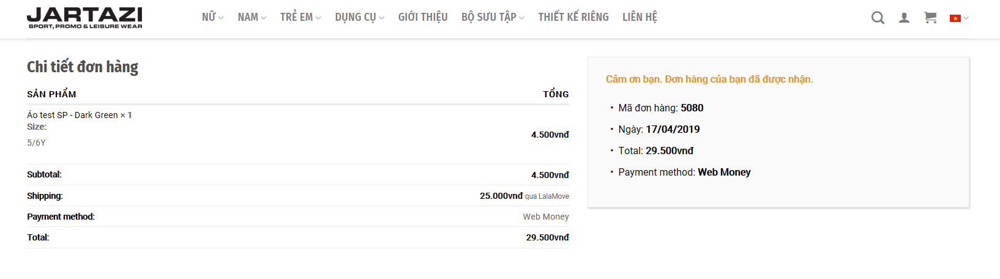 JARTAZI
SPORT, PROMO & LEISURE WEAR
NỮ NAM TRẺ EM DỤNG CỤ GIỚI THIỆU BỘ SƯU TẬP THIẾT KẾ RIÊNG LIÊN HỆ
Chi tiết đơn hàng
SẢN PHẨM TỔNG
Áo test SP - Dark Green × 1
Size:
4.500vnđ
5/6Y
Subtotal: 4.500vnđ
Shipping: 25.000vnđ qua LalaMove
Payment method: Web Money
Total: 29.500vnđ
Cảm ơn bạn. Đơn hàng của bạn đã được nhận.
• Mã đơn hàng: 5080
• Ngày: 17/04/2019
• Total: 29.500vnđ
• Payment method: Web Money